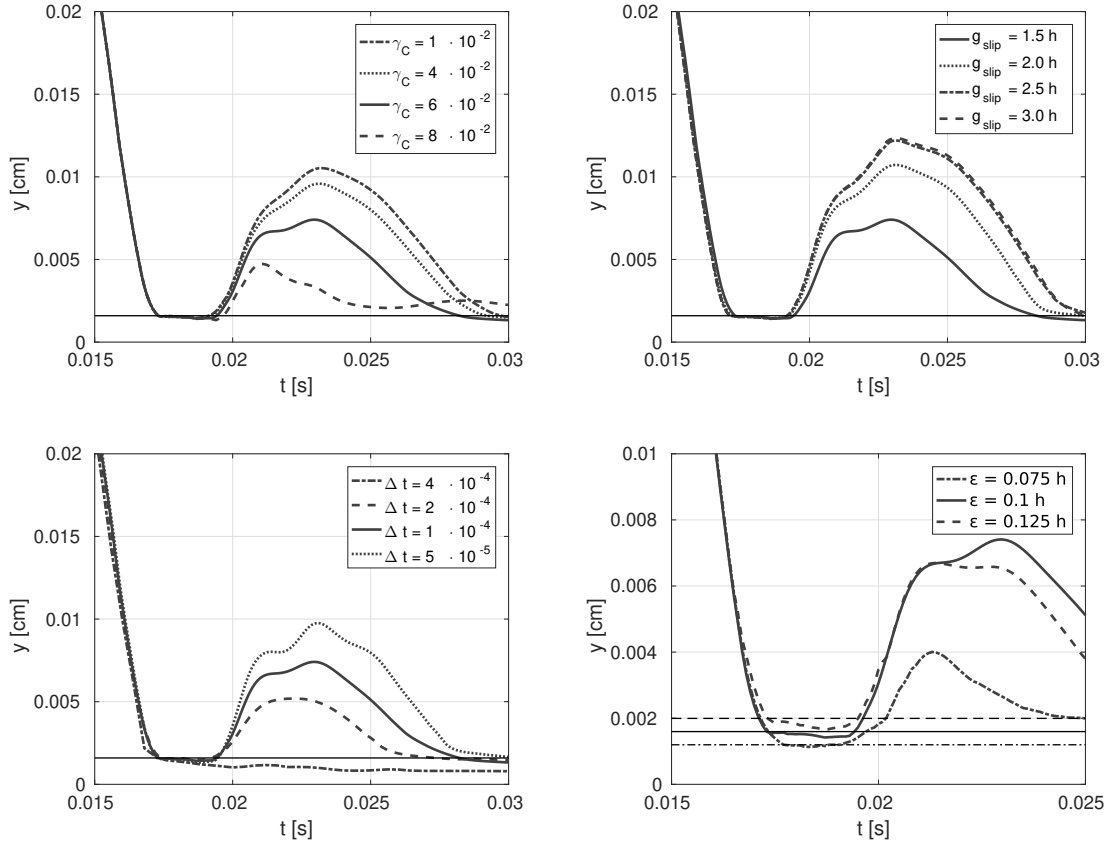 0.02
0.015
0.01
0.005
0
y [cm]
0.015
0.02
0.025
0.03
t [s]
γC = 1 · 10-2
γC = 4 · 10-2
γC = 6 · 10-2
γC = 8 · 10-2
0.02
0.015
0.01
0.005
0
y [cm]
0.015
0.02
0.025
0.03
t [s]
gslip = 1.5 h
gslip = 2.0 h
gslip = 2.5 h
gslip = 3.0 h
0.02
0.015
0.01
0.005
0
y [cm]
0.015
0.02
0.025
0.03
t [s]
Δ t = 4 · 10-4
Δ t = 2 · 10-4
Δ t = 1 · 10-4
Δ t = 5 · 10-5
0.01
0.008
0.006
0.004
0.002
0
y [cm]
0.015
0.02
0.025
t [s]
ε = 0.075 h
ε = 0.1 h
ε = 0.125 h